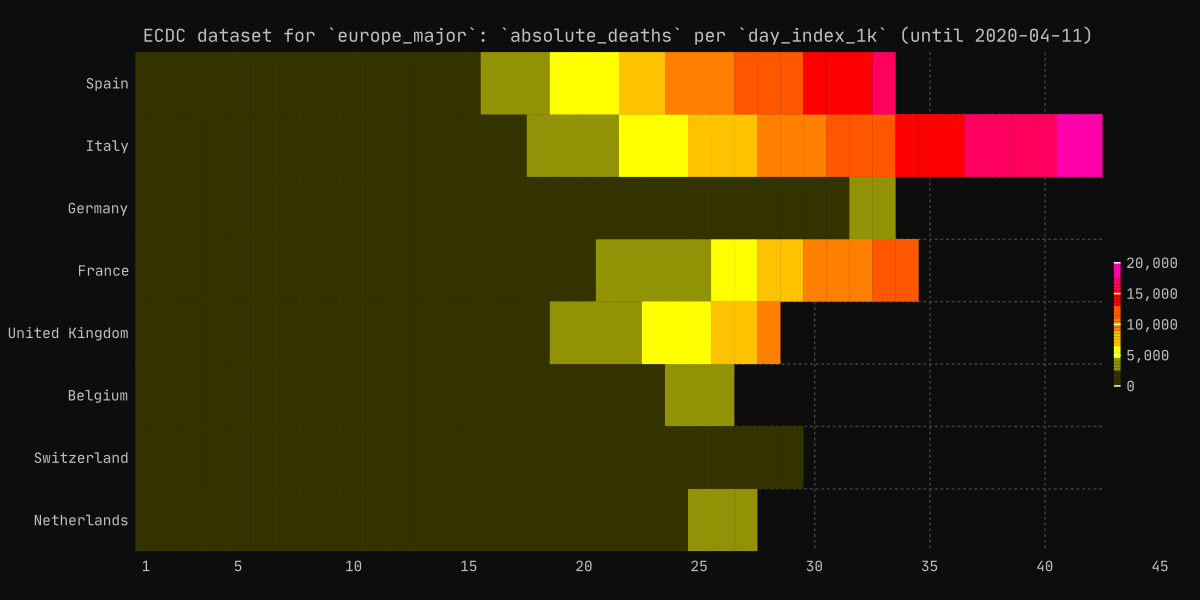 ECDC dataset for `europe_major`: `absolute_deaths` per `day_index_1k` (until 2020-04-11)
Spain
Italy
Germany
France
United Kingdom
Belgium
Switzerland
Netherlands
20,000
15,000
10,000
5,000
0
1 5 10 15 20 25 30 35 40 45